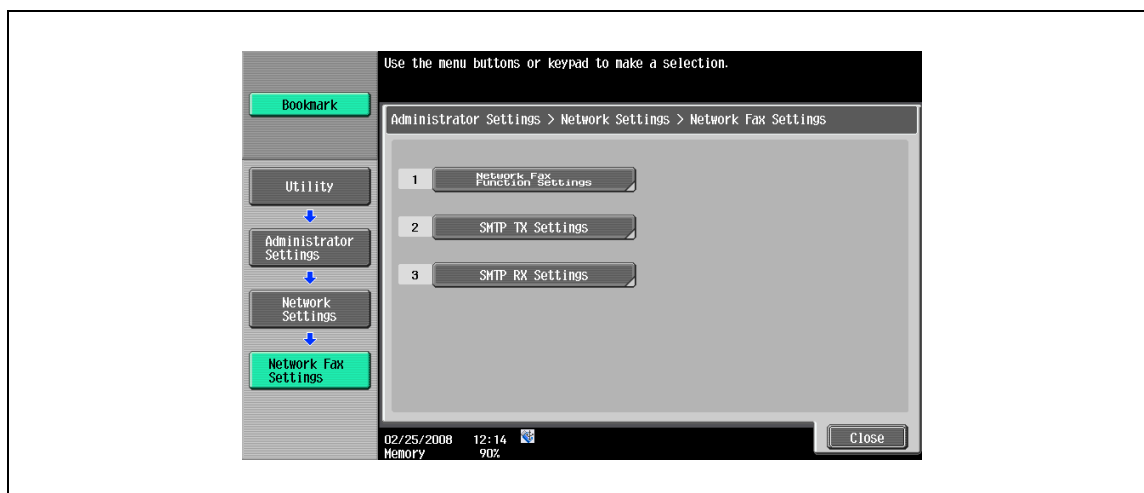 Use the menu buttons or keypad to make a selection.
Bookmark
Administrator Settings > Network Settings > Network Fax Settings
Utility
Administrator
Settings
Network
Settings
Network Fax
Settings
1 Network Fax
Function Settings
2 SMTP TX Settings
3 SMTP RX Settings
02/25/2008 12:14
Memory 90%
Close